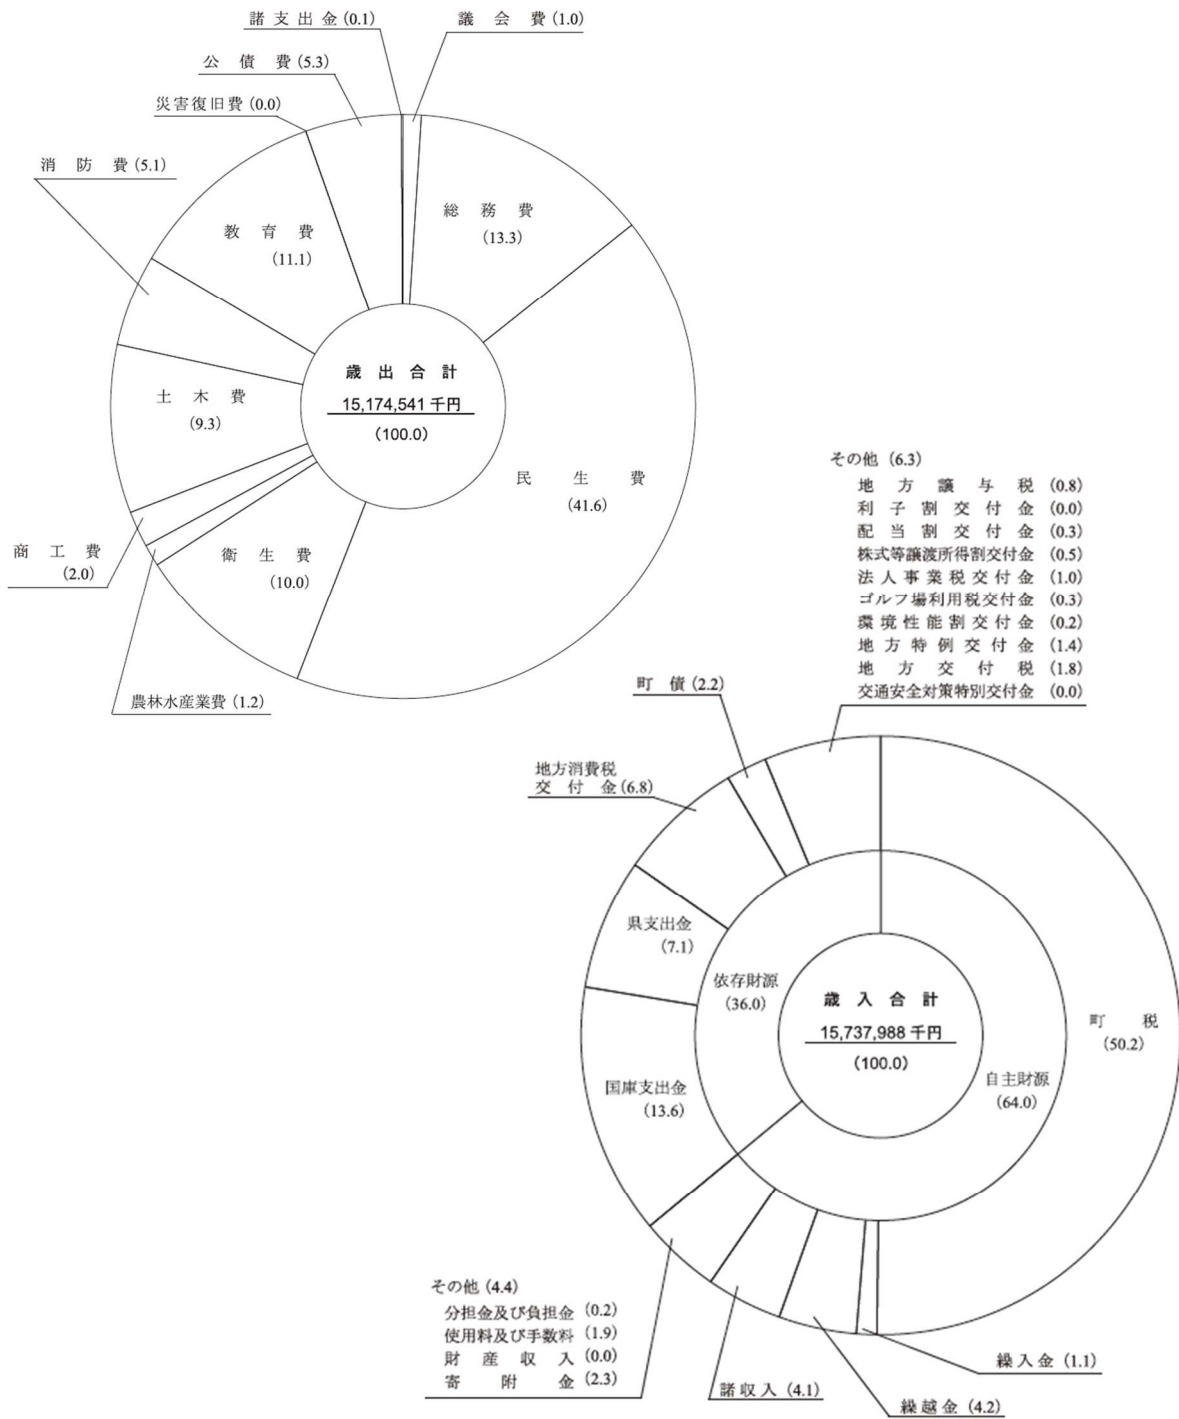 諸支出金(0.1)
議会費(1.0)
公債費(5.3)
災害復旧費(0.0)
消防費(5.1)
総務費
(13.3)
教育費
(11.1)
歳出合計
15,174,541千円
(100.0)
土木費
(9.3)
民生費
(41.6)
商工費
(2.0)
衛生費
(10.0)
農林水産業費(1.2)
その他(6.3)
地方譲与税(0.8)
利子割交付金(0.0)
配当割交付金(0.3)
株式等譲渡所得割交付金(0.5)
法人事業税交付金(1.0)
ゴルフ場利用税交付金(0.3)
環境性能割交付金(0.2)
地方特例交付金(1.4)
地方交付税(1.8)
交通安全対策特別交付金(0.0)
町債(2.2)
地方消費税
交付金(6.8)
県支出金
(7.1)
依存財源
(36.0)
歳入合計
15,737,988千円
(100.0)
町税
(50.2)
自主財源
(64.0)
国庫支出金
(13.6)
その他(4.4)
分担金及び負担金(0.2)
使用料及び手数料(1.9)
財産収入(0.0)
寄附金(2.3)
諸収入(4.1)
繰越金(4.2)
繰入金(1.1)